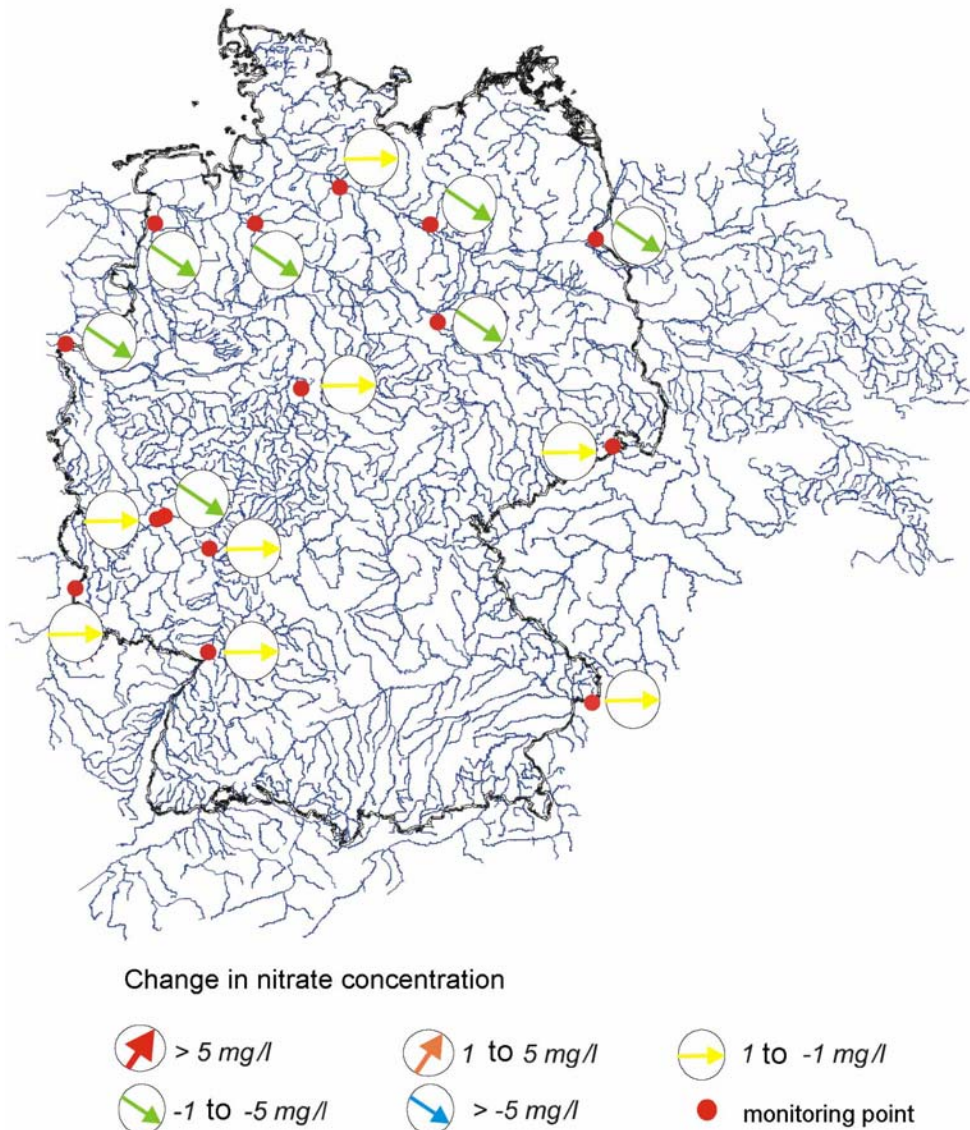 Change in nitrate concentration
> 5 mg/l 1 to 5 mg/l 1 to -1 mg/l
-1 to -5 mg/l > -5 mg/l monitoring point